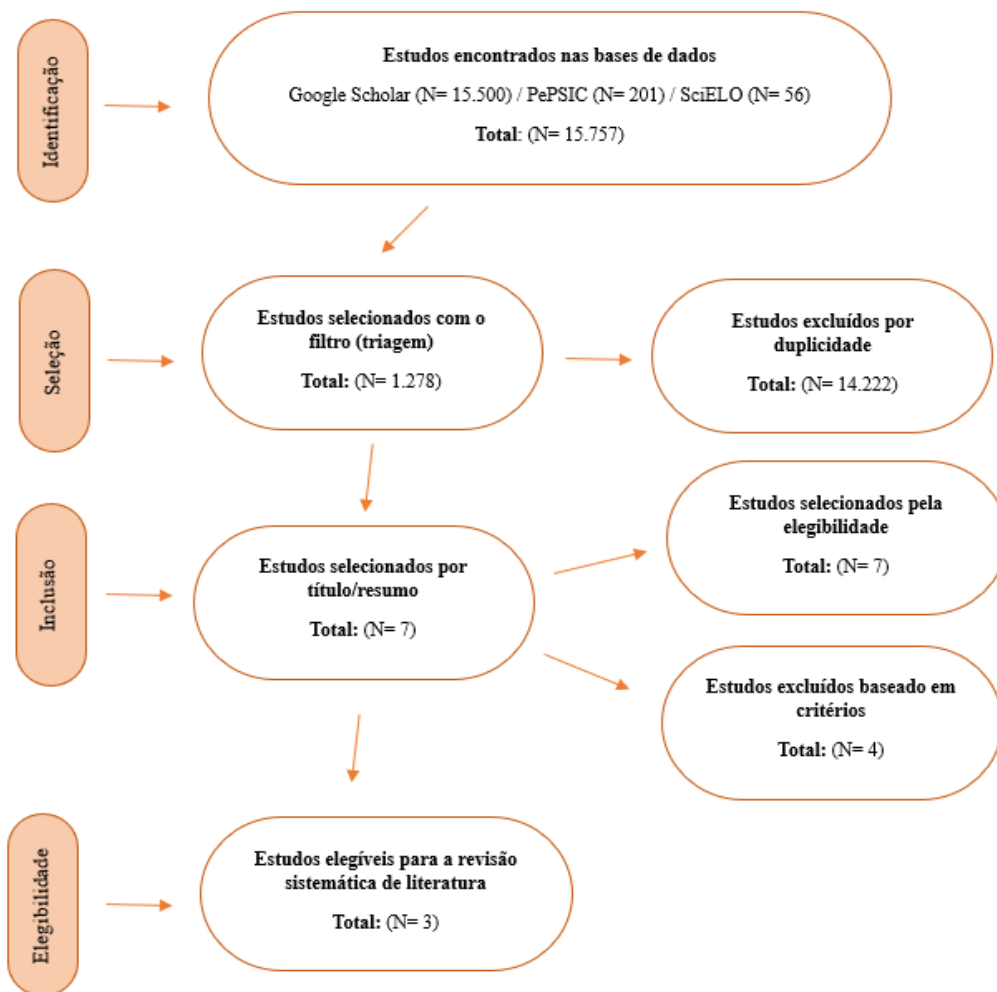 Identificação
Estudos encontrados nas bases de dados
Google Scholar (N= 15.500) / PePSIC (N= 201) / SciELO (N= 56)
Total: (N= 15.757)
Seleção
Estudos selecionados com o
filtro (triagem)
Total: (N= 1.278)
Estudos excluídos por
duplicidade
Total: (N= 14.222)
Inclusão
Estudos selecionados por
título/resumo
Total: (N= 7)
Estudos selecionados pela
elegibilidade
Total: (N= 7)
Estudos excluídos baseado em
critérios
Total: (N= 4)
Elegibilidade
Estudos elegíveis para a revisão
sistemática de literatura
Total: (N= 3)